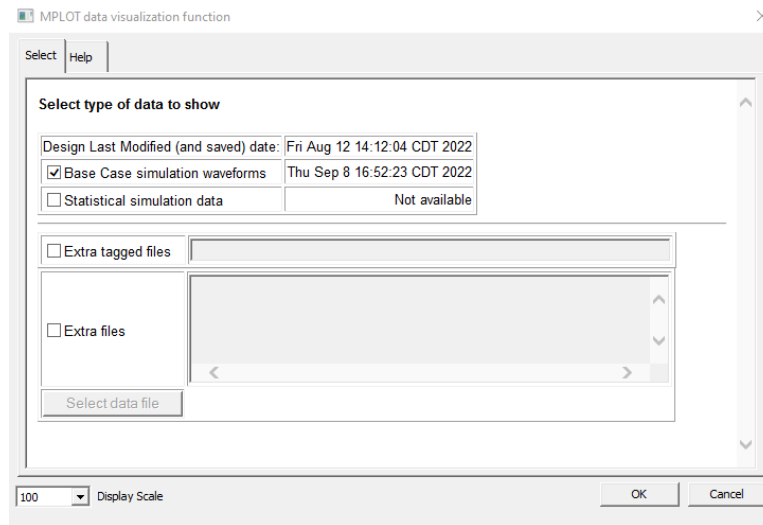 MPLOT data visualization function
Select Help
Select type of data to show
Design Last Modified (and saved) date: Fri Aug 12 14:12:04 CDT 2022
Base Case simulation waveforms Thu Sep 8 16:52:23 CDT 2022
Statistical simulation data Not available
Extra tagged files
Extra files
Select data file
100 Display Scale OK Cancel